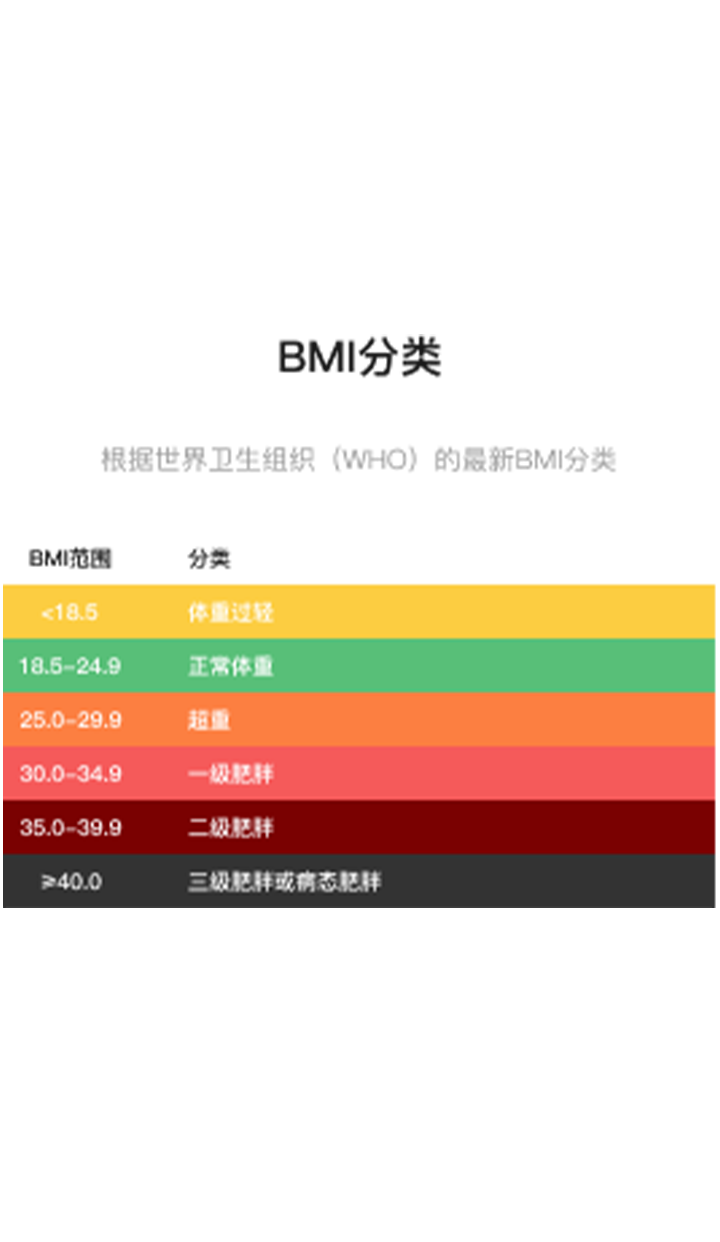 BMI分类
根据世界卫生组织（WHO）的最新BMI分类
BMI范围 分类
<18.5 体重过轻
18.5-24.9 正常体重
25.0-29.9 超重
30.0-34.9 一级肥胖
35.0-39.9 二级肥胖
≥40.0 三级肥胖或病态肥胖